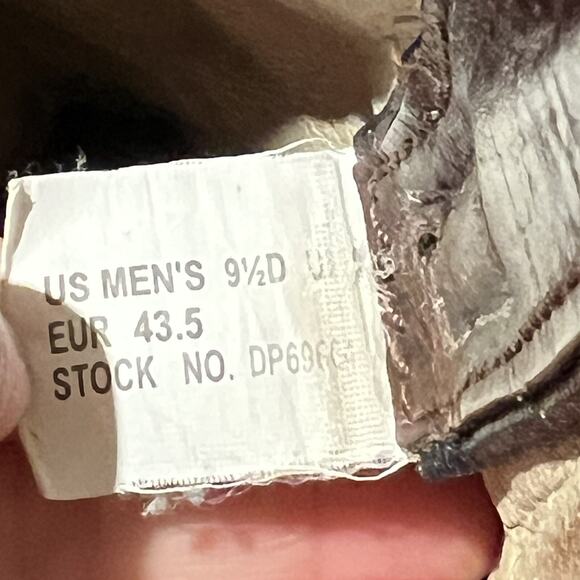 US MEN'S 9½D
EUR 43.5
STOCK NO.